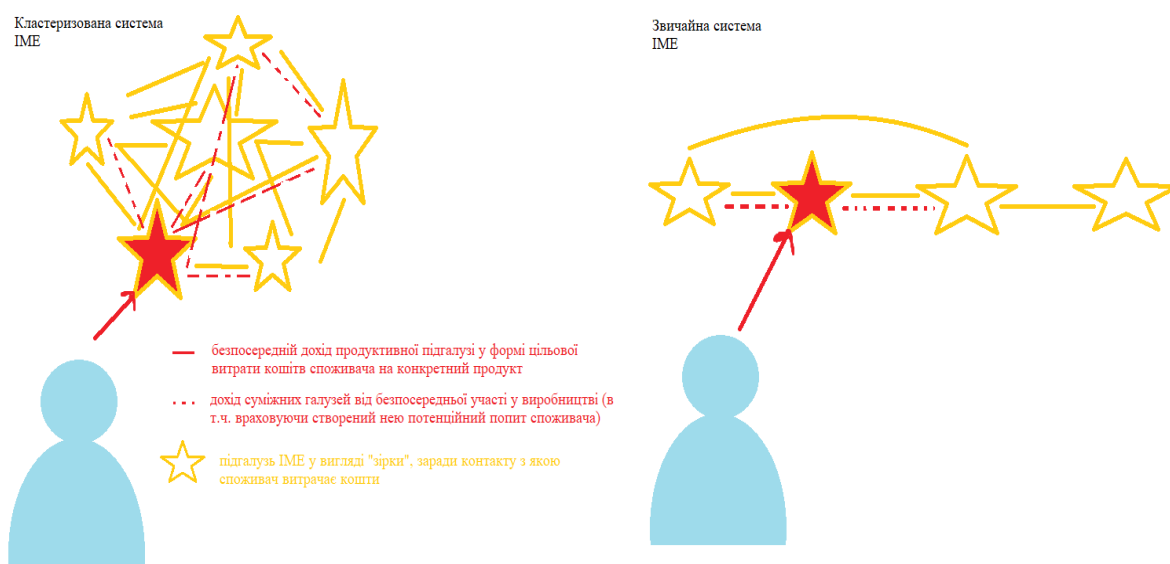 Кластеризована система
IME
Звичайна система
IME
безпосередній дохід продуктивної підгалузі у формі цільової
витрати кошітв споживача на конкретний продукт
дохід суміжних галузей від безпосередньої участі у виробництві (в
т.ч. враховуючи створений нею потенційний попит споживача)
підгалузь IME у вигляді "зірки", заради контакту з якою
споживач витрачає кошти